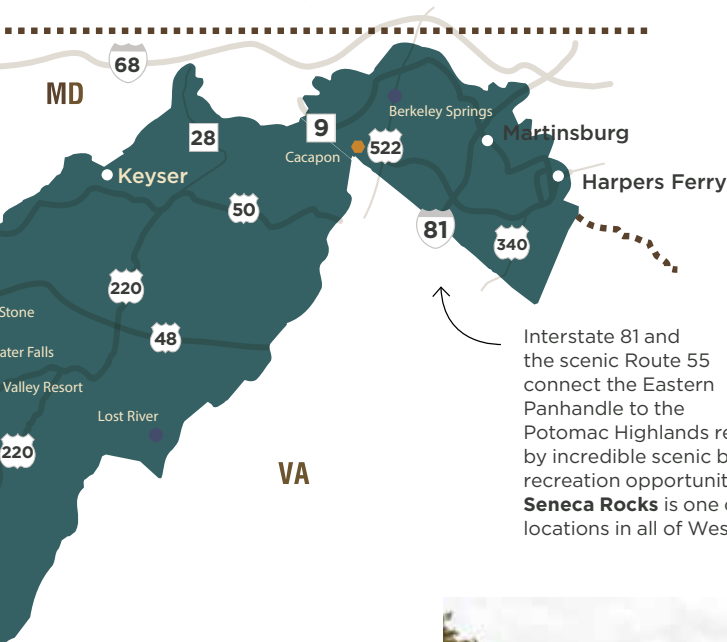 68
MD
9
Berkeley Springs
Martinsburg
28
522
Cacapon
Keyser
Harpers Ferry
50
81
340
220
Stone
48
Interstate 81 and
the scenic Route 55
connect the Eastern
Panhandle to the
Potomac Highlands re
by incredible scenic b
recreation opportunit
Seneca Rocks is one
locations in all of Wes
ater Falls
Valley Resort
Lost River
220
VA